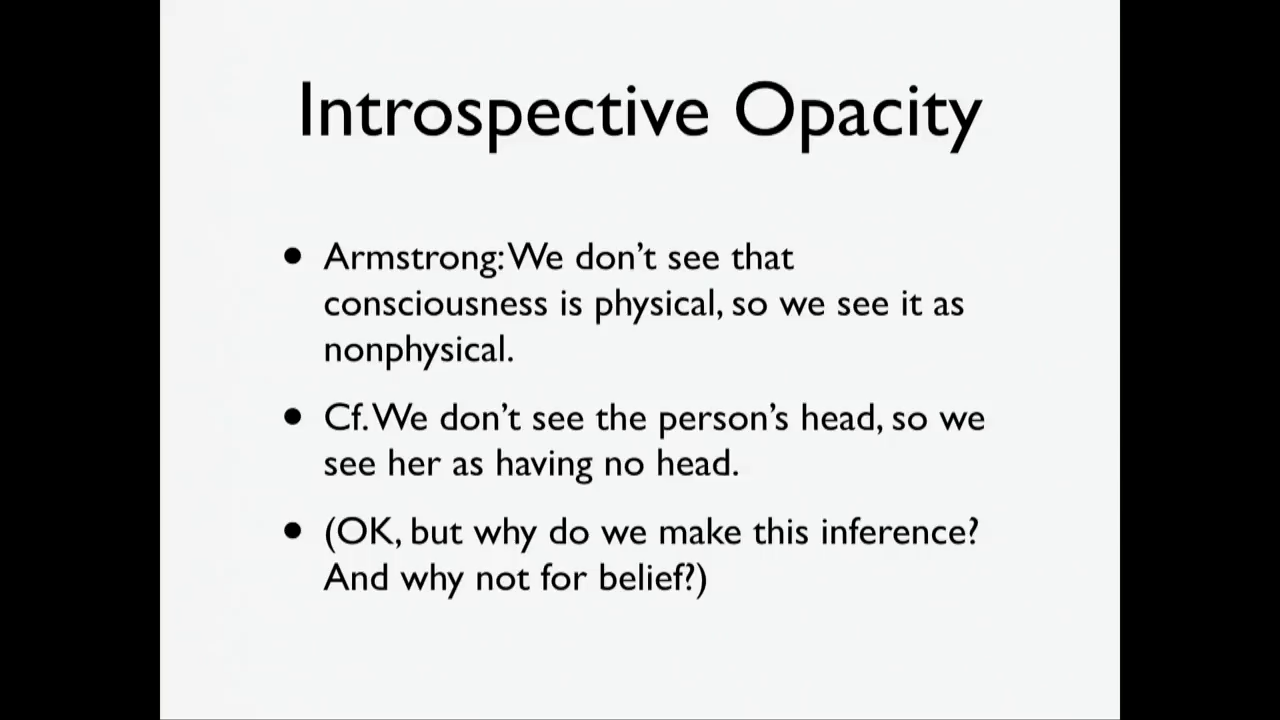 Introspective Opacity
• Armstrong: We don't see that
consciousness is physical, so we see it as
nonphysical.
• Cf. We don't see the person's head, so we
see her as having no head.
• (OK, but why do we make this inference?
And why not for belief?)